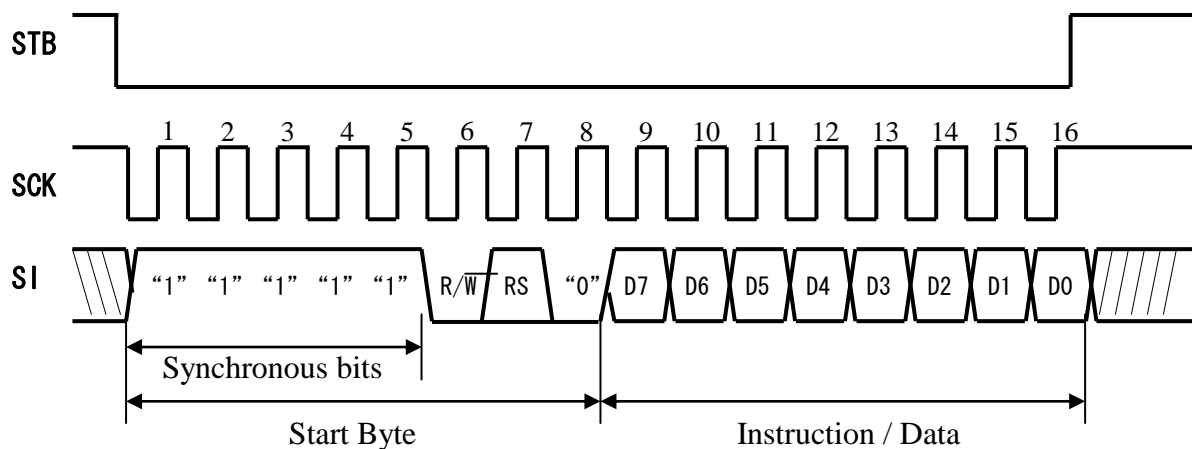 STB
1 2 3 4 5 6 7 8 9 10 11 12 13 14 15 16
SCK
SI “1” “1” “1” “1” “1” R/W̅ RS “0” D7 D6 D5 D4 D3 D2 D1 D0
Synchronous bits
Start Byte Instruction / Data